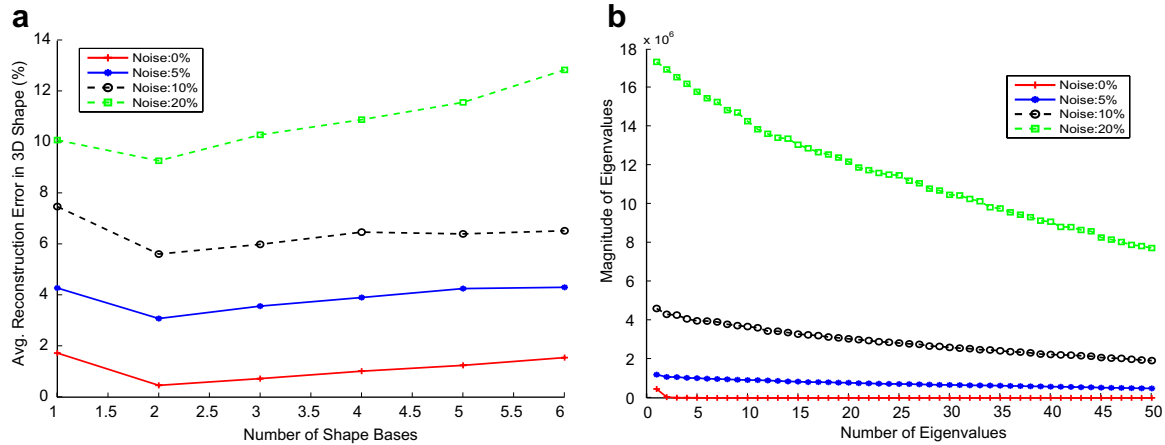 a
Avg. Reconstruction Error in 3D Shape (%)
14
12
10
8
6
4
2
0
Noise:0%
Noise:5%
Noise:10%
Noise:20%
1 1.5 2 2.5 3 3.5 4 4.5 5 5.5 6
Number of Shape Bases
b
x 10⁶
Magnitude of Eigenvalues
18
16
14
12
10
8
6
4
2
0
Noise:0%
Noise:5%
Noise:10%
Noise:20%
0 5 10 15 20 25 30 35 40 45 50
Number of Eigenvalues